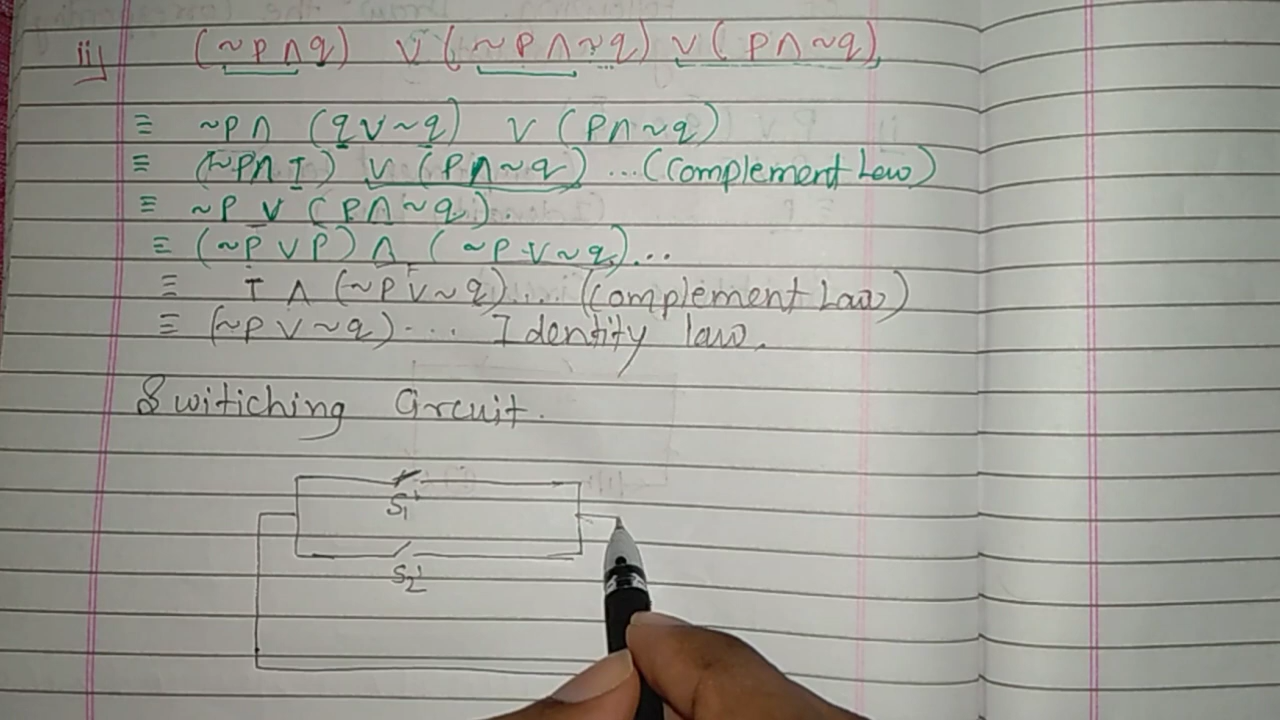 ii) (~P∧q) ∨ (~P∧~q) ∨ (P∧~q)
≡ ~P∧ (q∨~q) ∨ (P∧~q)
≡ (~P∧T) ∨ (P∧~q) ...(Complement Law)
≡ ~P ∨ (P∧~q).
≡ (~P∨P) ∧ (~P∨~q)...
≡ T ∧ (~P∨~q)... (Complement Law)
≡ (~P∨~q)... Identity law.
Switiching Circuit.
S₁'
S₂'